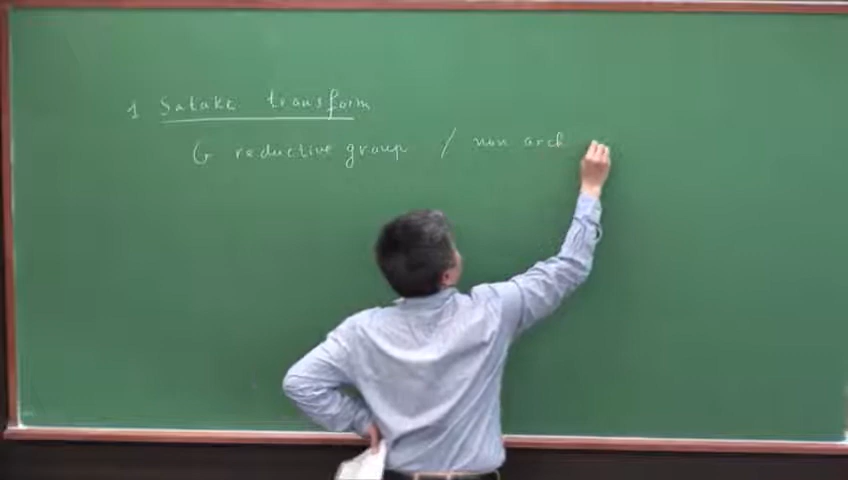 1 Satake transform
G reductive group / non arch